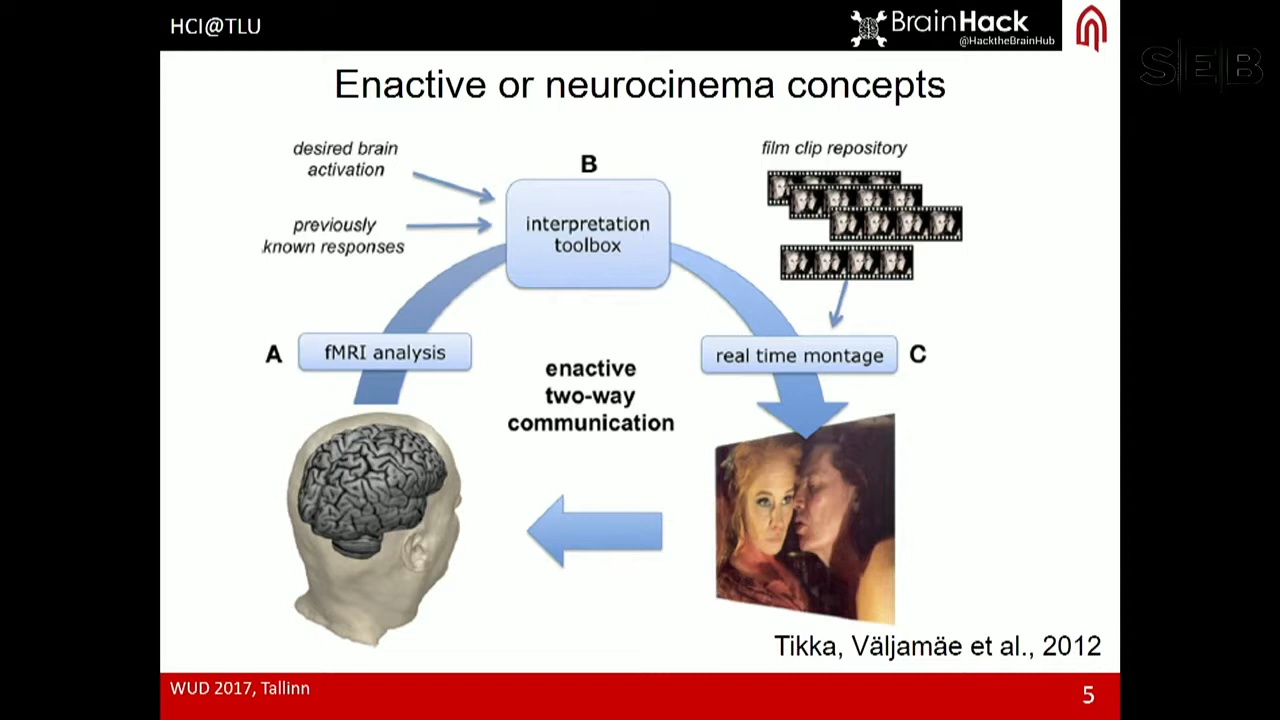 HCI@TLU
BrainHack
@HacktheBrainHub
SEB
Enactive or neurocinema concepts
desired brain
activation
previously
known responses
B
interpretation
toolbox
film clip repository
A
fMRI analysis
real time montage
C
enactive
two-way
communication
Tikka, Väljamäe et al., 2012
WUD 2017, Tallinn
5